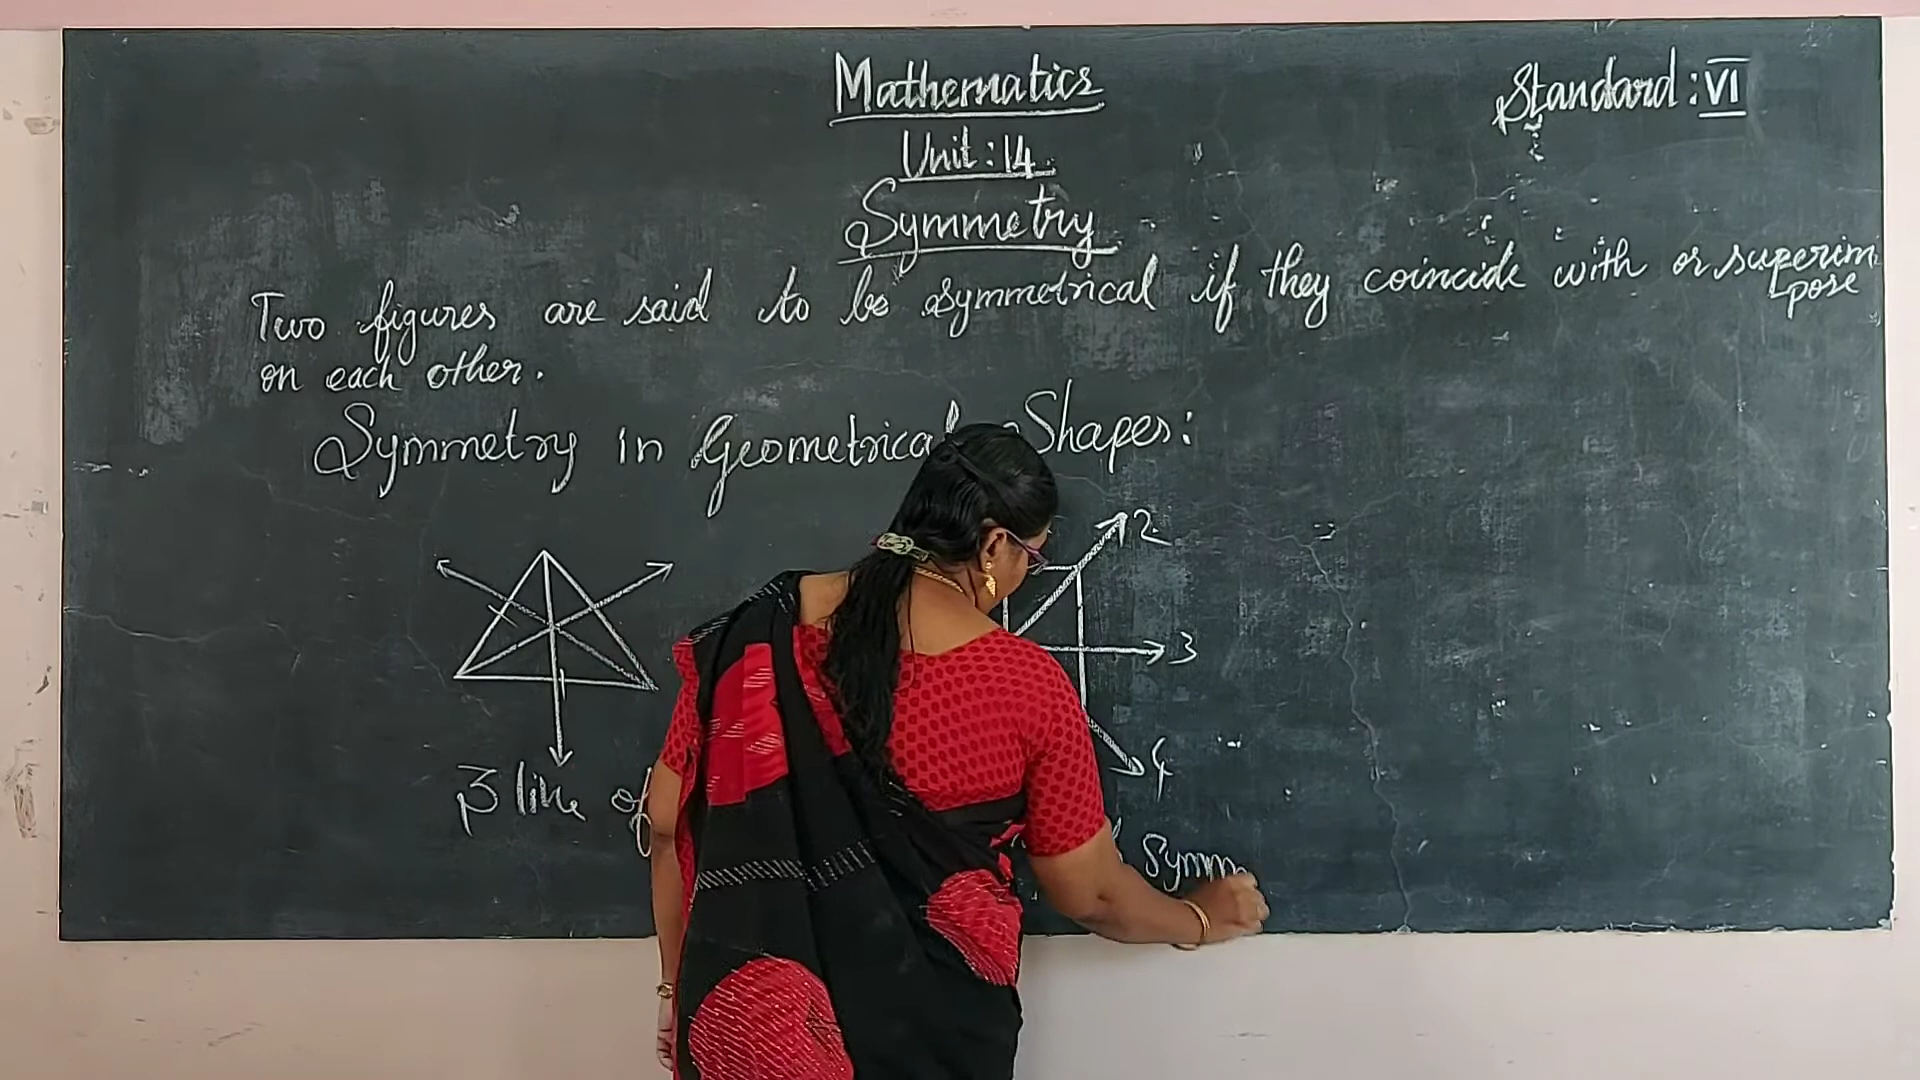 Mathematics
Standard : VI
Unit : 14.
Symmetry
Two figures are said to be symmetrical if they coincide with or superim
pose
on each other.
Symmetry in Geometrical Shapes:
2
3
4
3 line of
Symm